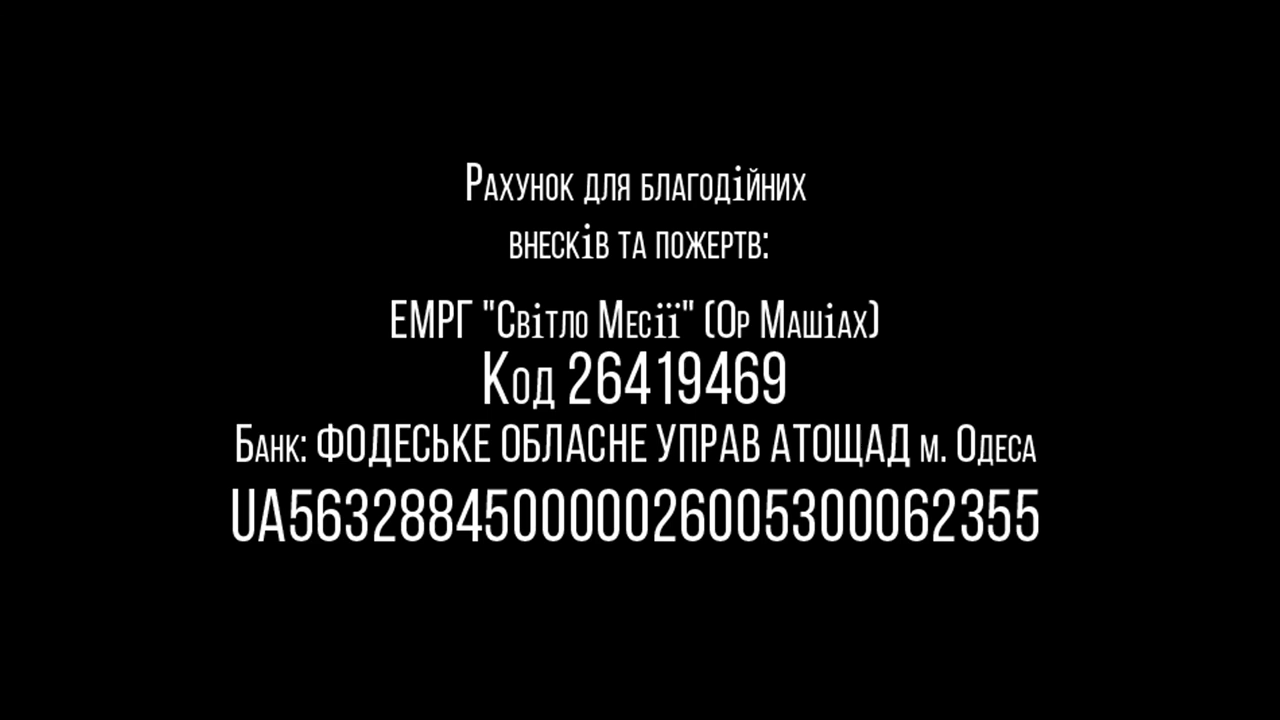 Рахунок для благодійних
внесків та пожертв:
ЕМРГ "Світло Месії" (Ор Машіах)
Код 26419469
Банк: ФОДЕСЬКЕ ОБЛАСНЕ УПРАВ АТОЩАД м. Одеса
UA563288450000026005300062355